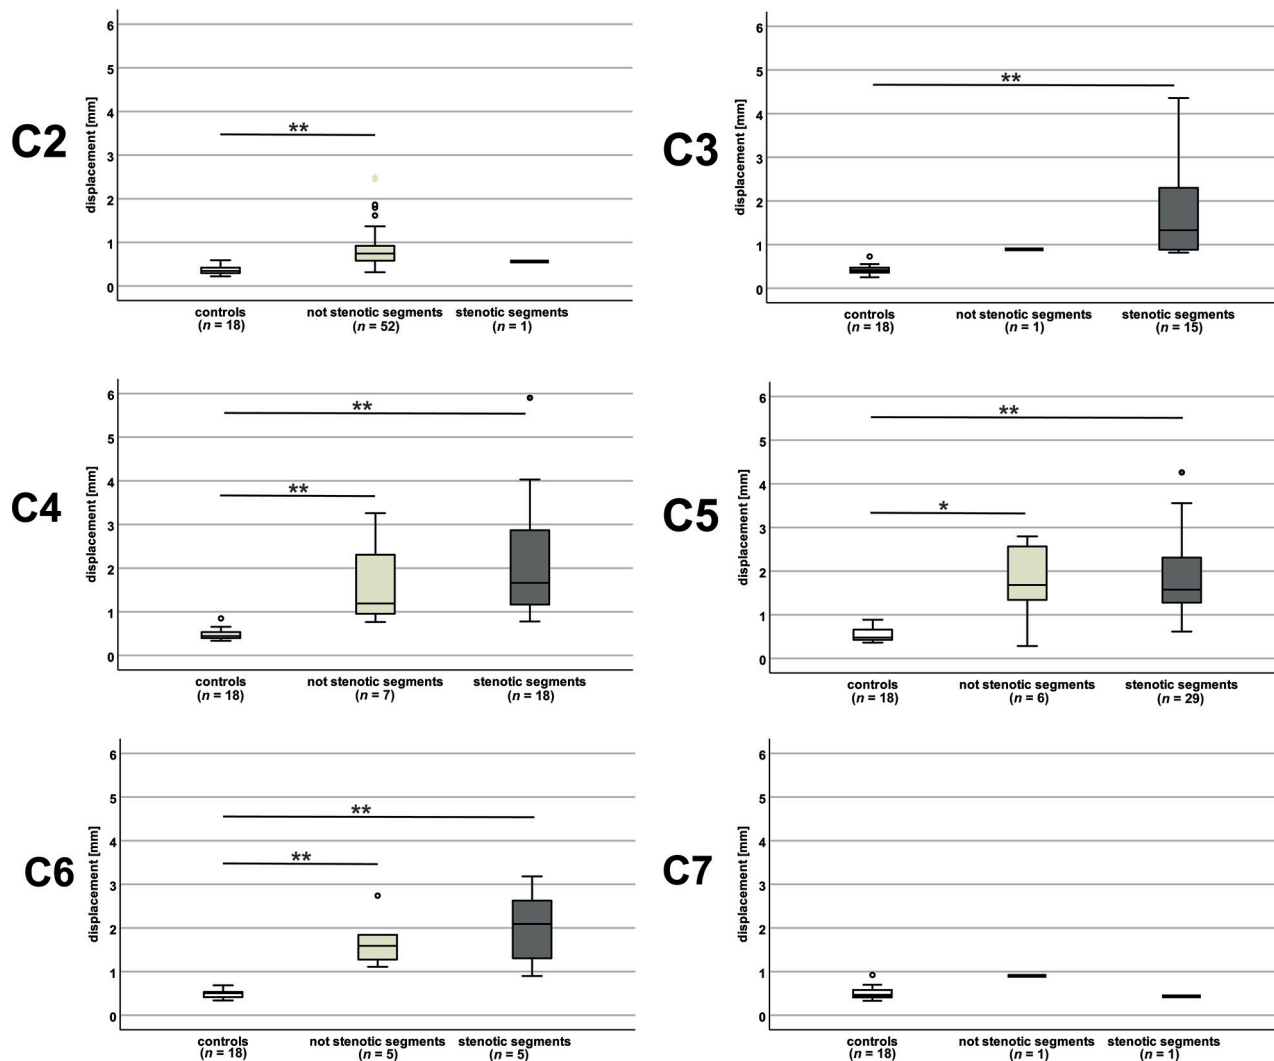 C2
displacement [mm]
6
5
4
3
2
1
0
**
controls
(n = 18)
not stenotic segments
(n = 52)
stenotic segments
(n = 1)
C3
displacement [mm]
6
5
4
3
2
1
0
**
controls
(n = 18)
not stenotic segments
(n = 1)
stenotic segments
(n = 15)
C4
displacement [mm]
6
5
4
3
2
1
0
**
**
controls
(n = 18)
not stenotic segments
(n = 7)
stenotic segments
(n = 18)
C5
displacement [mm]
6
5
4
3
2
1
0
**
*
controls
(n = 18)
not stenotic segments
(n = 6)
stenotic segments
(n = 29)
C6
displacement [mm]
6
5
4
3
2
1
0
**
**
controls
(n = 18)
not stenotic segments
(n = 5)
stenotic segments
(n = 5)
C7
displacement [mm]
6
5
4
3
2
1
0
controls
(n = 18)
not stenotic segments
(n = 1)
stenotic segments
(n = 1)